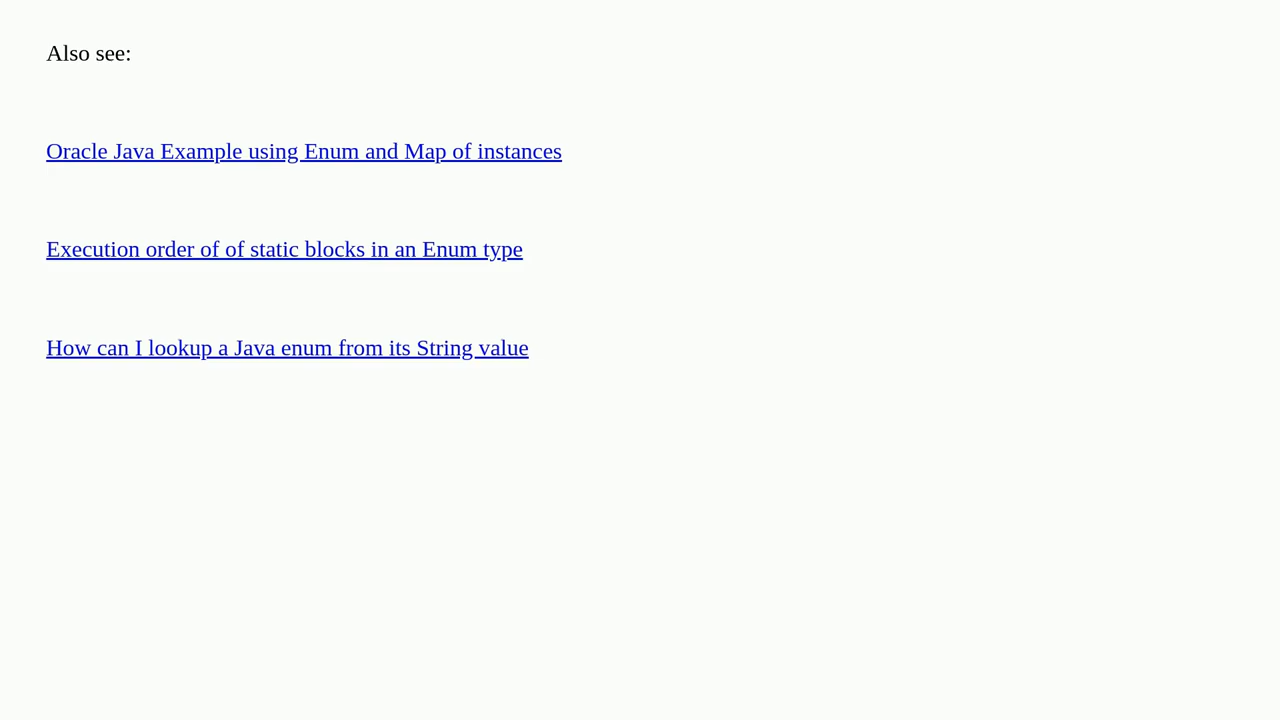 Also see:
Oracle Java Example using Enum and Map of instances
Execution order of of static blocks in an Enum type
How can I lookup a Java enum from its String value